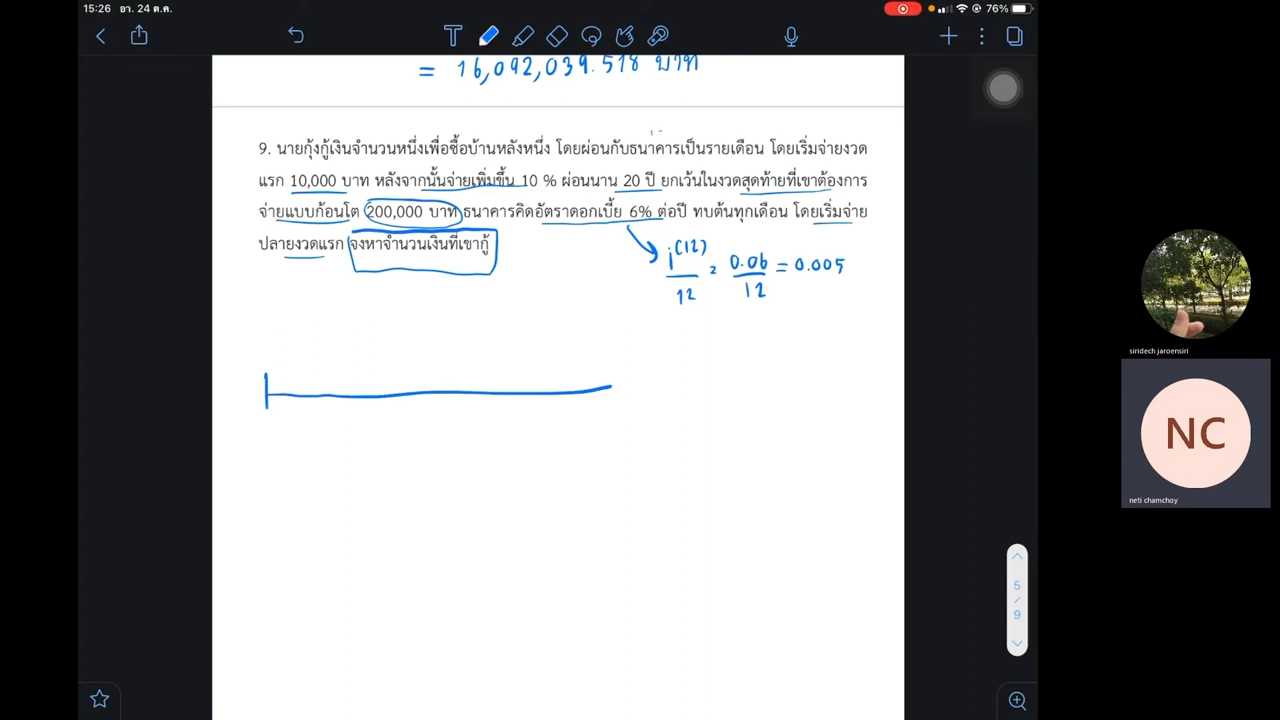 15:26 อา. 24 ต.ค.
76%
= 16,092,039.518 บาท
9. นายกุ้งกู้เงินจำนวนหนึ่งเพื่อซื้อบ้านหลังหนึ่ง โดยผ่อนกับธนาคารเป็นรายเดือน โดยเริ่มจ่ายงวด
แรก 10,000 บาท หลังจากนั้นจ่ายเพิ่มขึ้น 10 % ผ่อนนาน 20 ปี ยกเว้นในงวดสุดท้ายที่เขาต้องการ
จ่ายแบบก้อนโต 200,000 บาท ธนาคารคิดอัตราดอกเบี้ย 6% ต่อปี ทบต้นทุกเดือน โดยเริ่มจ่าย
ปลายงวดแรก จงหาจำนวนเงินที่เขากู้
i(12)/12 = 0.06/12 = 0.005
siridech jaroensiri
NC
neti chamchoy
5
9